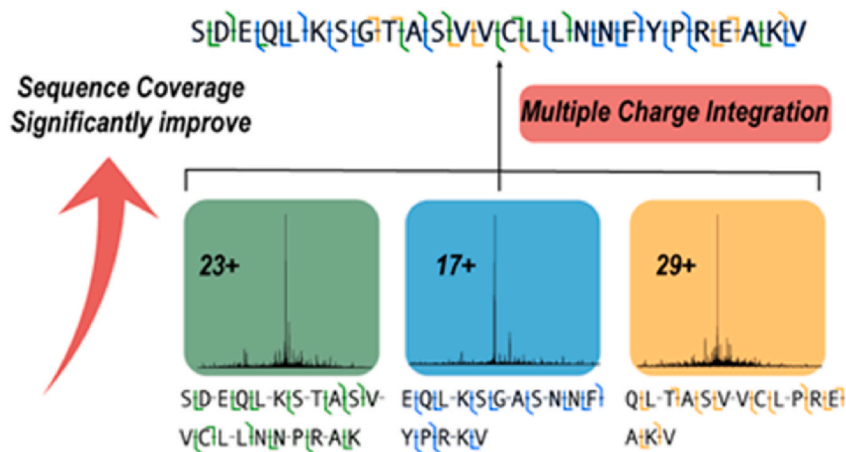 SDEQLKSGTASVVCLLNNFYPREAKV
Sequence Coverage
Significantly improve
Multiple Charge Integration
23+
17+
29+
SDEQLKSTASV
VCLLNNPRAK
EQLKSGASNNF
YPRKV
QLTASVVCLPRE
AKV